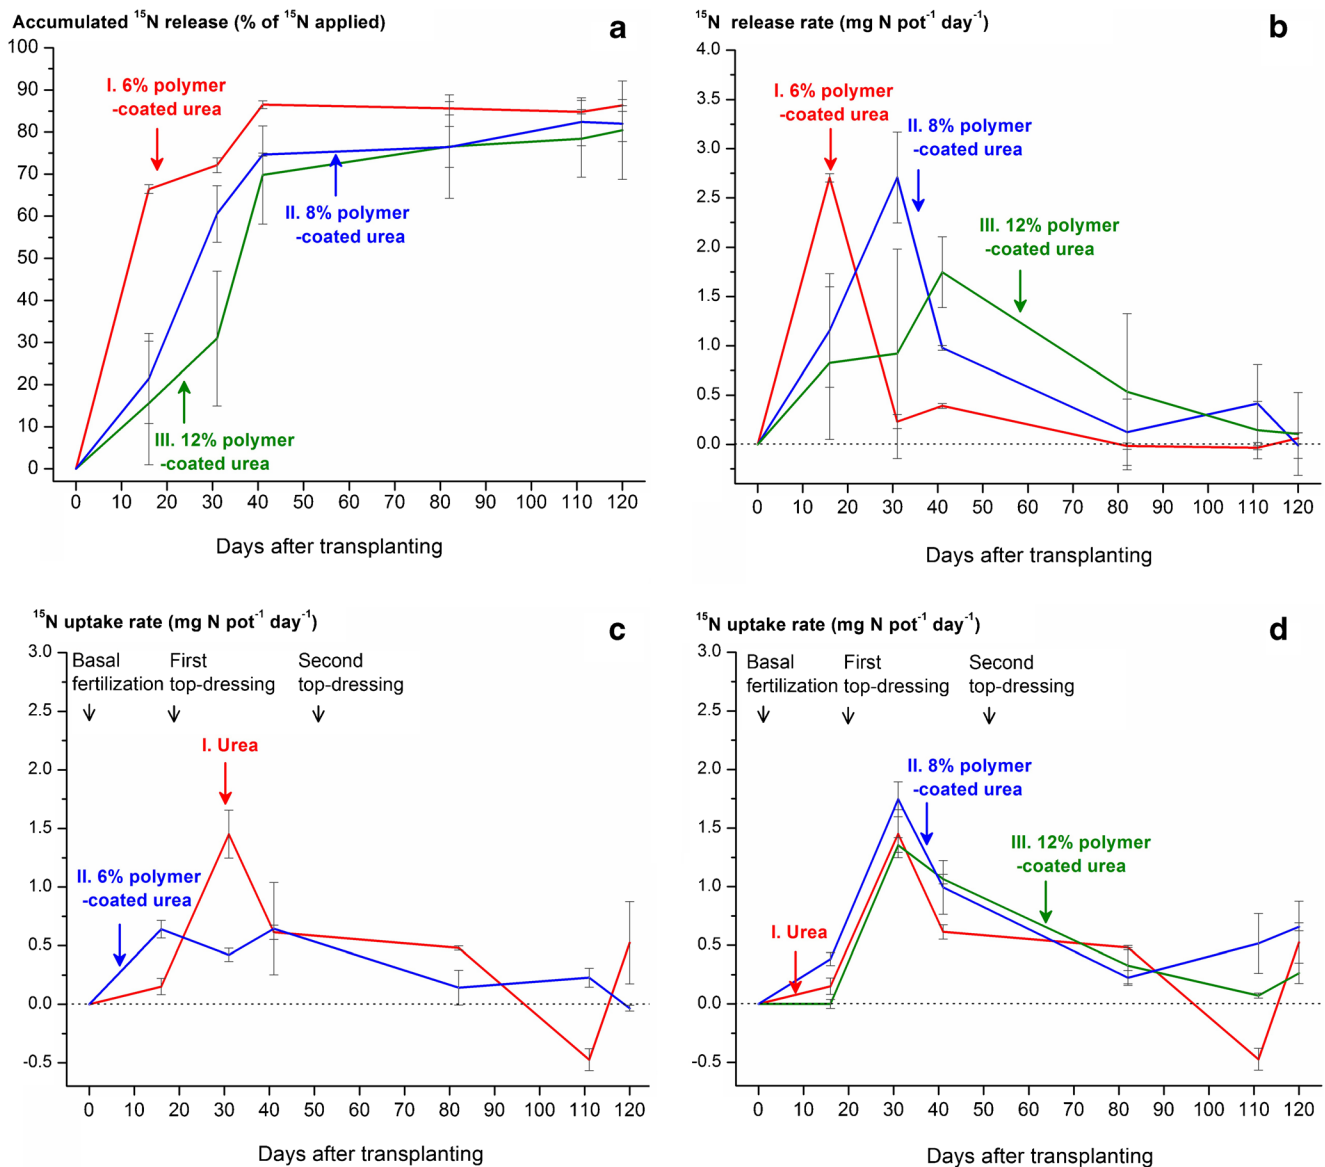 Accumulated ¹⁵N release (% of ¹⁵N applied)
a
100
90
80
70
60
50
40
30
20
10
0
I. 6% polymer
-coated urea
II. 8% polymer
-coated urea
III. 12% polymer
-coated urea
0 10 20 30 40 50 60 70 80 90 100 110 120
Days after transplanting
¹⁵N release rate (mg N pot⁻¹ day⁻¹)
b
4.0
3.5
3.0
2.5
2.0
1.5
1.0
0.5
0.0
I. 6% polymer
-coated urea
II. 8% polymer
-coated urea
III. 12% polymer
-coated urea
0 10 20 30 40 50 60 70 80 90 100 110 120
Days after transplanting
¹⁵N uptake rate (mg N pot⁻¹ day⁻¹)
c
3.0
2.5
2.0
1.5
1.0
0.5
0.0
-0.5
Basal
fertilization
First
top-dressing
Second
top-dressing
I. Urea
II. 6% polymer
-coated urea
0 10 20 30 40 50 60 70 80 90 100 110 120
Days after transplanting
¹⁵N uptake rate (mg N pot⁻¹ day⁻¹)
d
3.0
2.5
2.0
1.5
1.0
0.5
0.0
-0.5
Basal
fertilization
First
top-dressing
Second
top-dressing
II. 8% polymer
-coated urea
III. 12% polymer
-coated urea
I. Urea
0 10 20 30 40 50 60 70 80 90 100 110 120
Days after transplanting